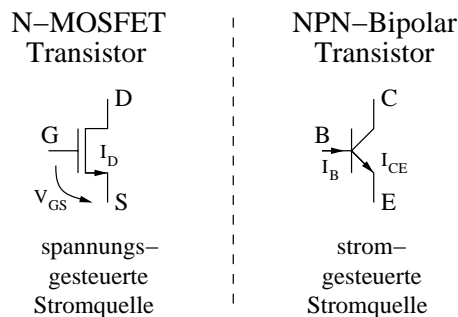 N–MOSFET
Transistor
D
G
I_D
V_GS
S
spannungs–
gesteuerte
Stromquelle
NPN–Bipolar
Transistor
C
B
I_B
I_CE
E
strom–
gesteuerte
Stromquelle